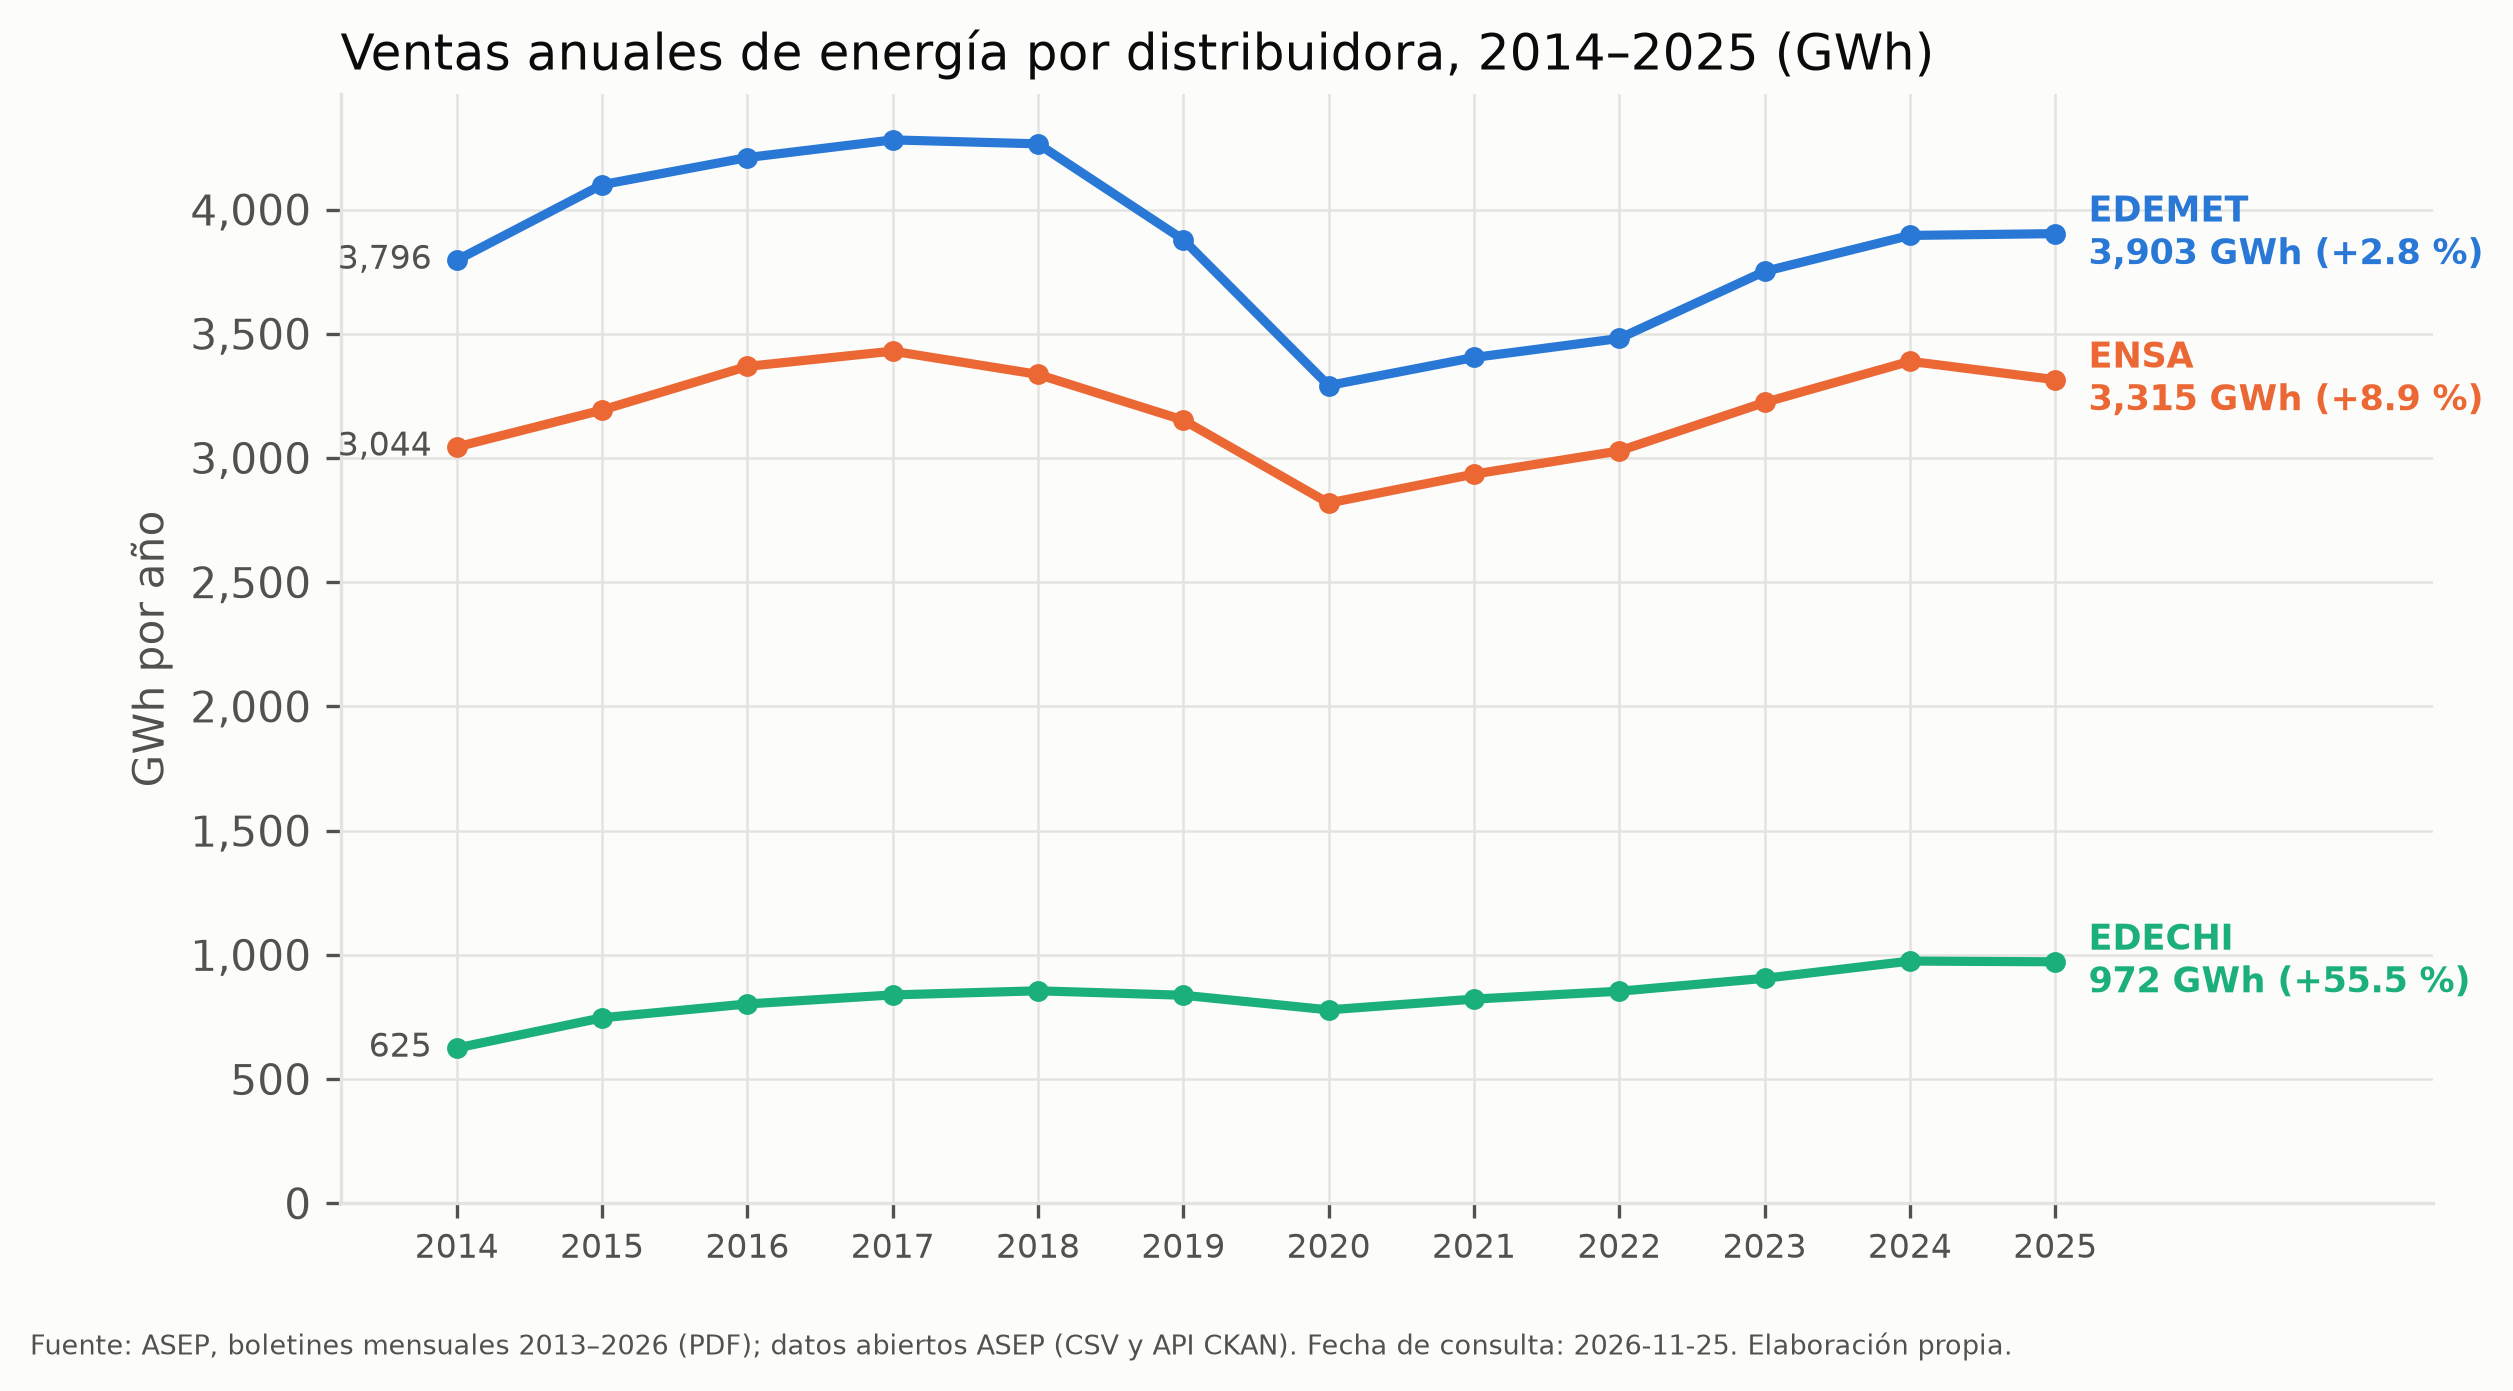 Ventas anuales de energía por distribuidora, 2014–2025 (GWh)
GWh por año
4,000
3,500
3,000
2,500
2,000
1,500
1,000
500
0
3,796
3,044
625
EDEMET
3,903 GWh (+2.8 %)
ENSA
3,315 GWh (+8.9 %)
EDECHI
972 GWh (+55.5 %)
2014 2015 2016 2017 2018 2019 2020 2021 2022 2023 2024 2025
Fuente: ASEP, boletines mensuales 2013–2026 (PDF); datos abiertos ASEP (CSV y API CKAN). Fecha de consulta: 2026-11-25. Elaboración propia.